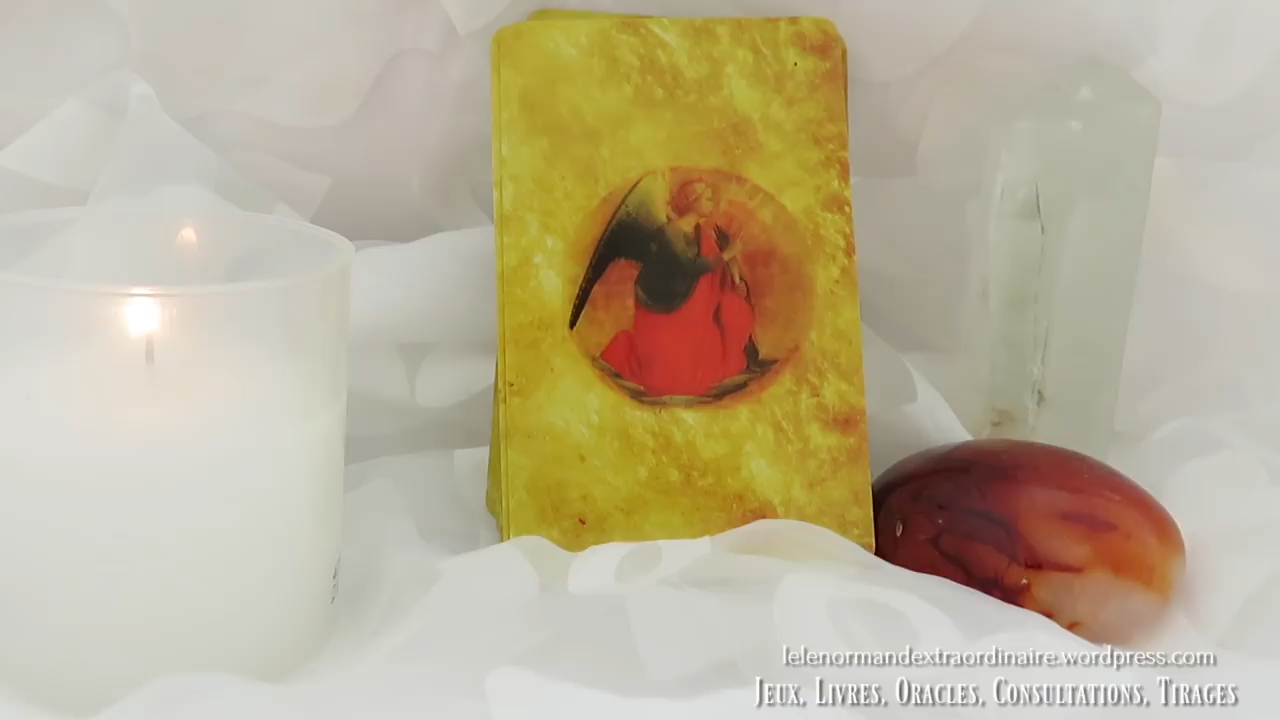 lelenormandextraordinaire.wordpress.com
Jeux, Livres, Oracles, Consultations, Tirages